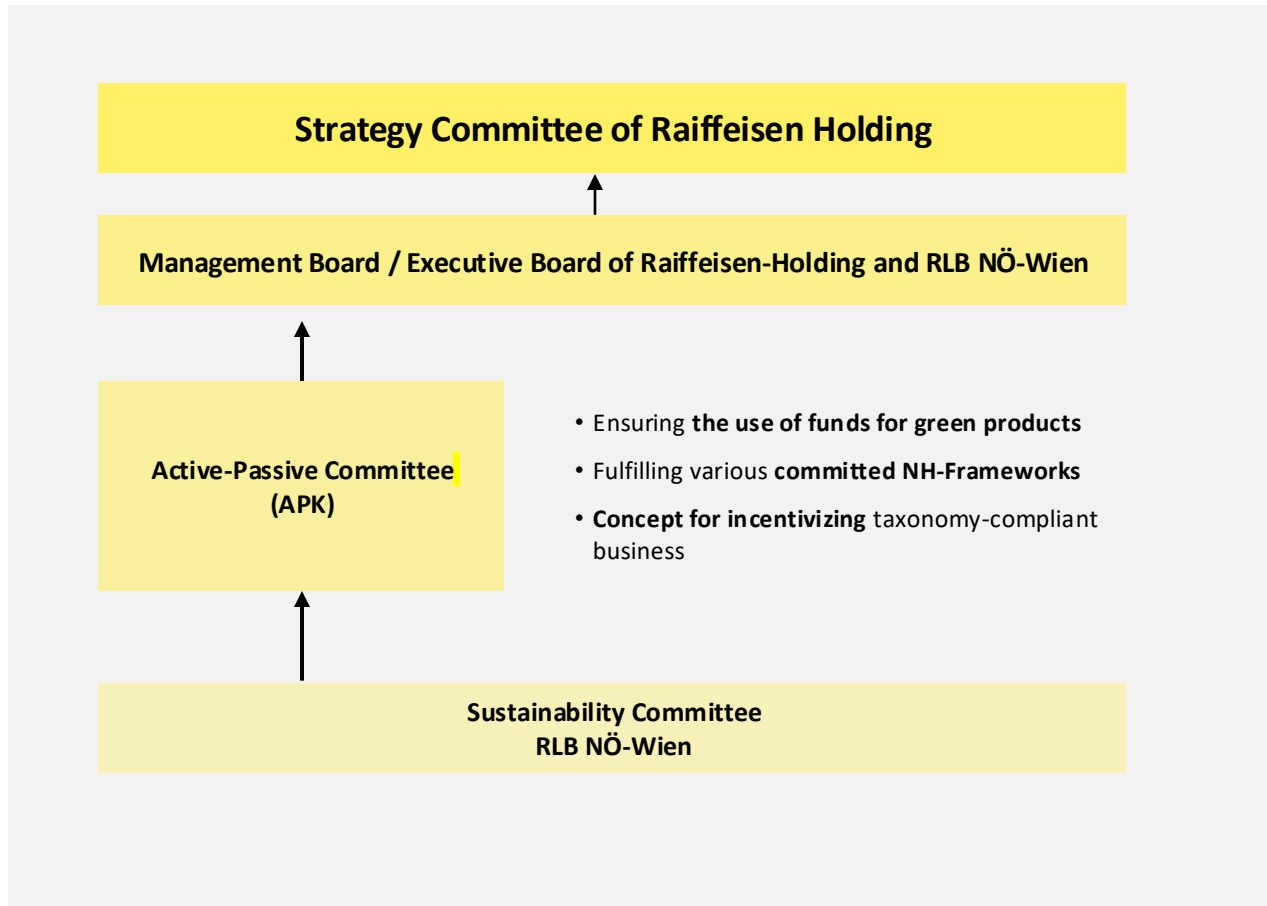 Strategy Committee of Raiffeisen Holding
Management Board / Executive Board of Raiffeisen-Holding and RLB NÖ-Wien
Active-Passive Committee
(APK)
• Ensuring the use of funds for green products
• Fulfilling various committed NH-Frameworks
• Concept for incentivizing taxonomy-compliant
business
Sustainability Committee
RLB NÖ-Wien